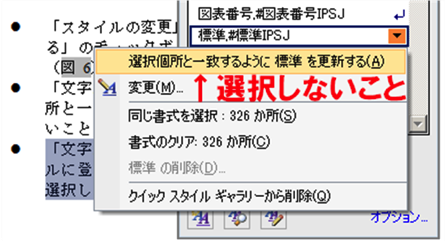 図表番号,#図表番号IPSJ
標準,#標準IPSJ
「スタイルの変更」
る」のチェックボ
(図 6)
選択個所と一致するように 標準 を更新する(A)
変更(M)...
↑選択しないこと
同じ書式を選択 : 326 か所(S)
書式のクリア: 326 か所(C)
標準 の削除(D)...
クイック スタイル ギャラリーから削除(Q)
「文字
所と一
いこと
「文字
ルに登
選択し
オプション...